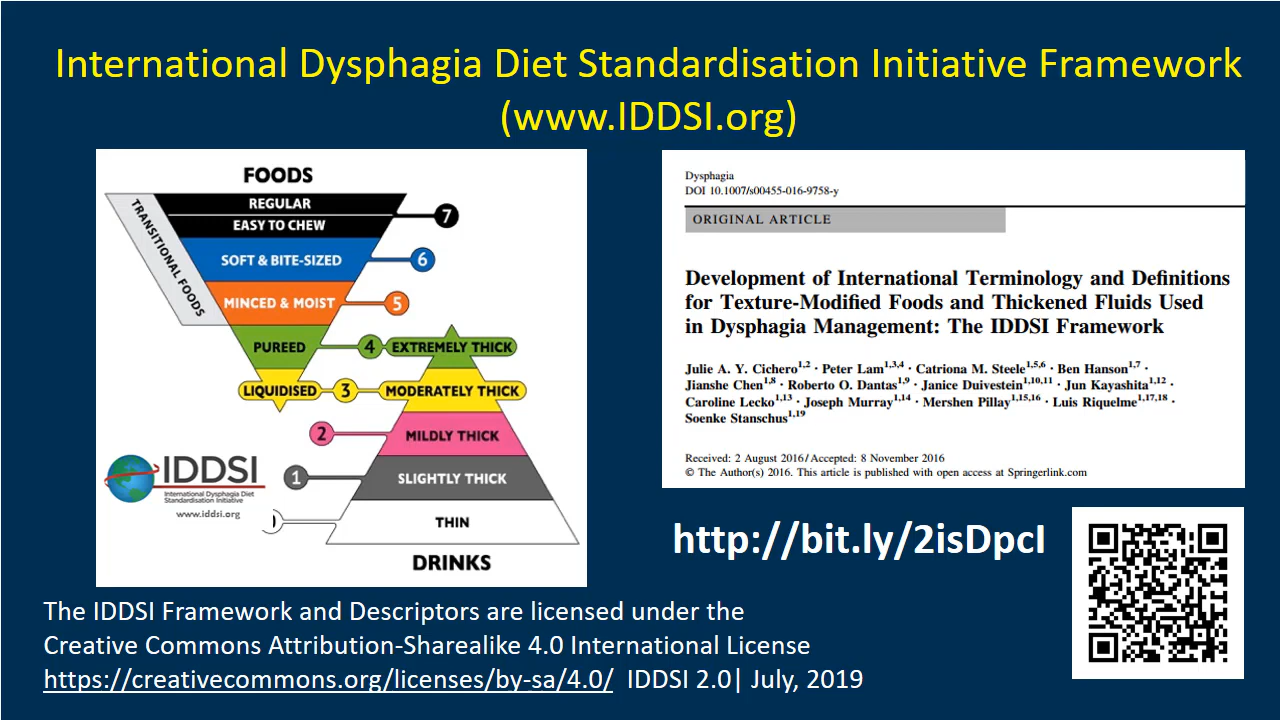 International Dysphagia Diet Standardisation Initiative Framework
(www.IDDSI.org)
FOODS
TRANSITIONAL FOODS
REGULAR
EASY TO CHEW
7
SOFT & BITE-SIZED
6
MINCED & MOIST
5
PUREED
4
EXTREMELY THICK
LIQUIDISED
3
MODERATELY THICK
2
MILDLY THICK
1
SLIGHTLY THICK
THIN
DRINKS
IDDSI
International Dysphagia Diet
Standardisation Initiative
www.iddsi.org
Dysphagia
DOI 10.1007/s00455-016-9758-y
ORIGINAL ARTICLE
Development of International Terminology and Definitions
for Texture-Modified Foods and Thickened Fluids Used
in Dysphagia Management: The IDDSI Framework
Julie A. Y. Cichero1,2 · Peter Lam1,3,4 · Catriona M. Steele1,5,6 · Ben Hanson1,7 ·
Jianshe Chen1,8 · Roberto O. Dantas1,9 · Janice Duivestein1,10,11 · Jun Kayashita1,12 ·
Caroline Lecko1,13 · Joseph Murray1,14 · Mershen Pillay1,15,16 · Luis Riquelme1,17,18 ·
Soenke Stanschus1,19
Received: 2 August 2016 / Accepted: 8 November 2016
© The Author(s) 2016. This article is published with open access at Springerlink.com
http://bit.ly/2isDpcI
The IDDSI Framework and Descriptors are licensed under the
Creative Commons Attribution-Sharealike 4.0 International License
https://creativecommons.org/licenses/by-sa/4.0/ IDDSI 2.0| July, 2019